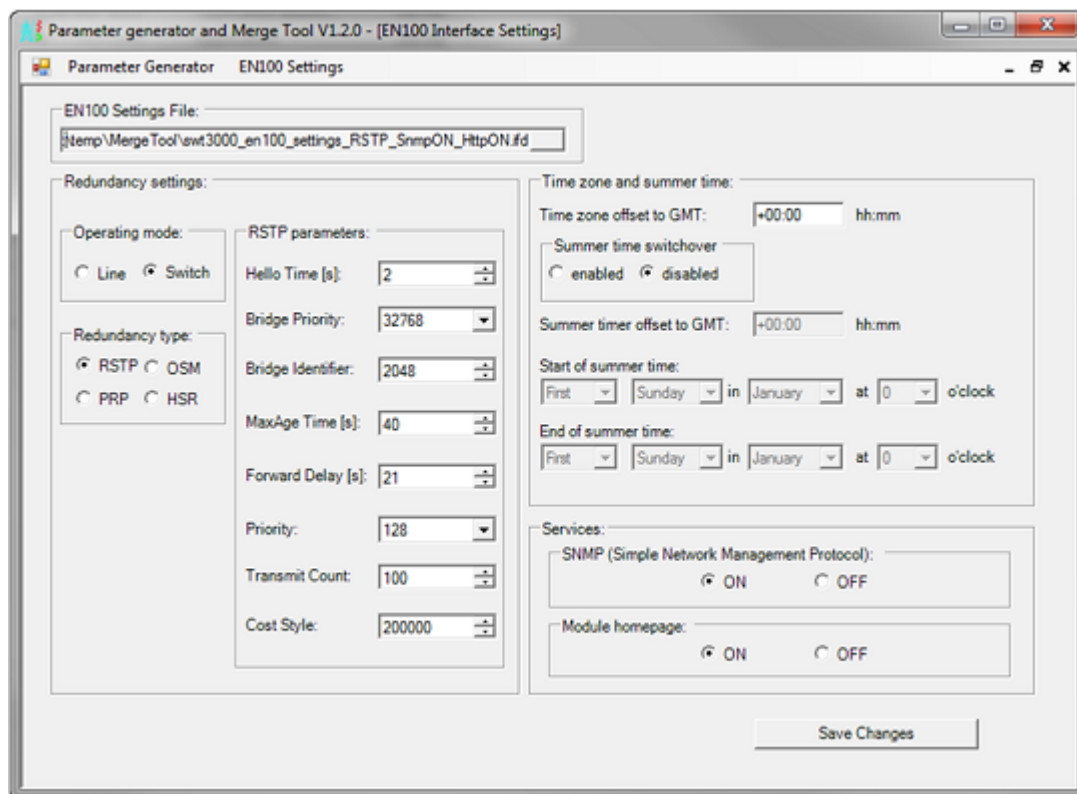 Parameter generator and Merge Tool V1.2.0 - [EN100 Interface Settings]
Parameter Generator EN100 Settings
EN100 Settings File:
\temp\MergeTool\swt3000_en100_settings_RSTP_SnmpON_HttpON.ifd
Redundancy settings:
Operating mode:
Line Switch
Redundancy type:
RSTP OSM
PRP HSR
RSTP parameters:
Hello Time [s]: 2
Bridge Priority: 32768
Bridge Identifier: 2048
MaxAge Time [s]: 40
Forward Delay [s]: 21
Priority: 128
Transmit Count: 100
Cost Style: 200000
Time zone and summer time:
Time zone offset to GMT: +00:00 hh:mm
Summer time switchover
enabled disabled
Summer timer offset to GMT: +00:00 hh:mm
Start of summer time:
First Sunday in January at 0 o'clock
End of summer time:
First Sunday in January at 0 o'clock
Services:
SNMP (Simple Network Management Protocol):
ON OFF
Module homepage:
ON OFF
Save Changes